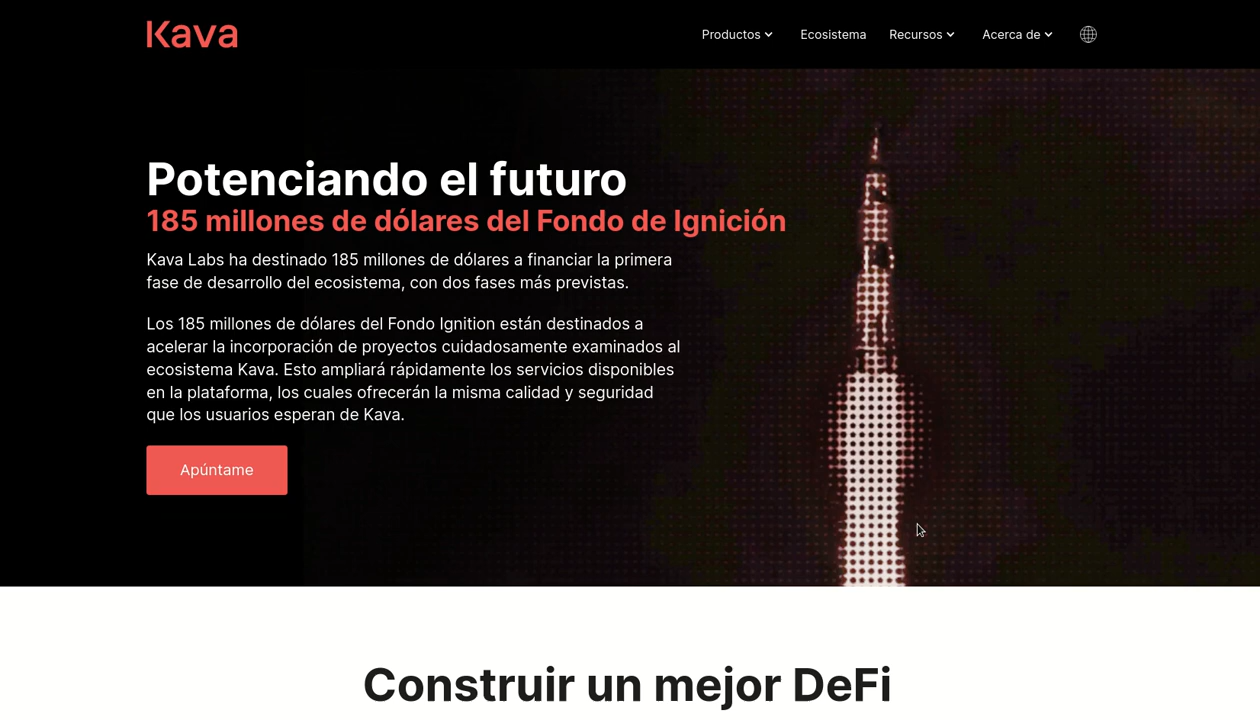 Kava
Productos
Ecosistema
Recursos
Acerca de
Potenciando el futuro
185 millones de dólares del Fondo de Ignición
Kava Labs ha destinado 185 millones de dólares a financiar la primera
fase de desarrollo del ecosistema, con dos fases más previstas.
Los 185 millones de dólares del Fondo Ignition están destinados a
acelerar la incorporación de proyectos cuidadosamente examinados al
ecosistema Kava. Esto ampliará rápidamente los servicios disponibles
en la plataforma, los cuales ofrecerán la misma calidad y seguridad
que los usuarios esperan de Kava.
Apúntame
Construir un mejor DeFi